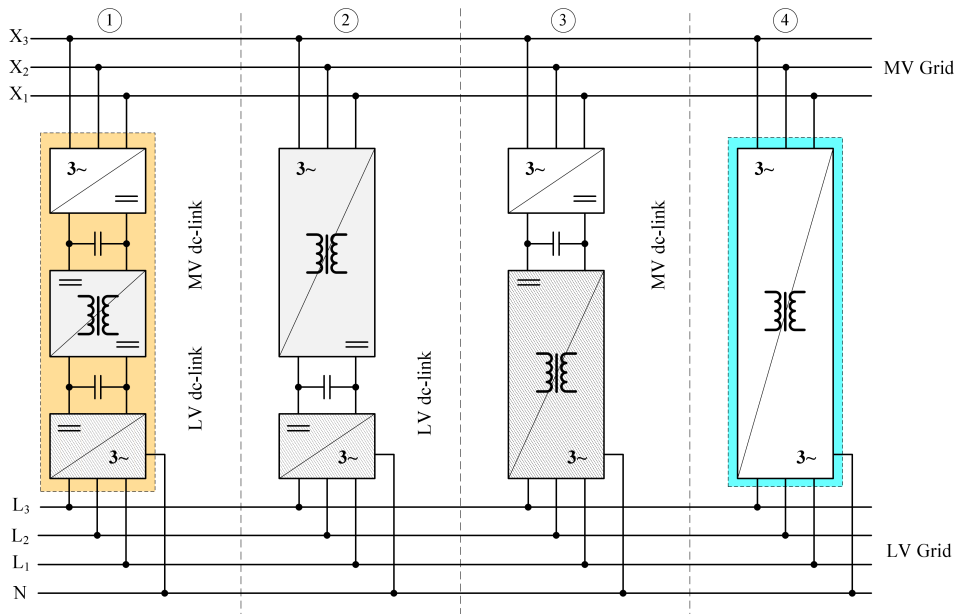 1
2
3
4
X₃
X₂
X₁
MV Grid
3~
3~
3~
3~
MV dc-link
MV dc-link
LV dc-link
LV dc-link
3~
3~
3~
3~
L₃
L₂
L₁
N
LV Grid